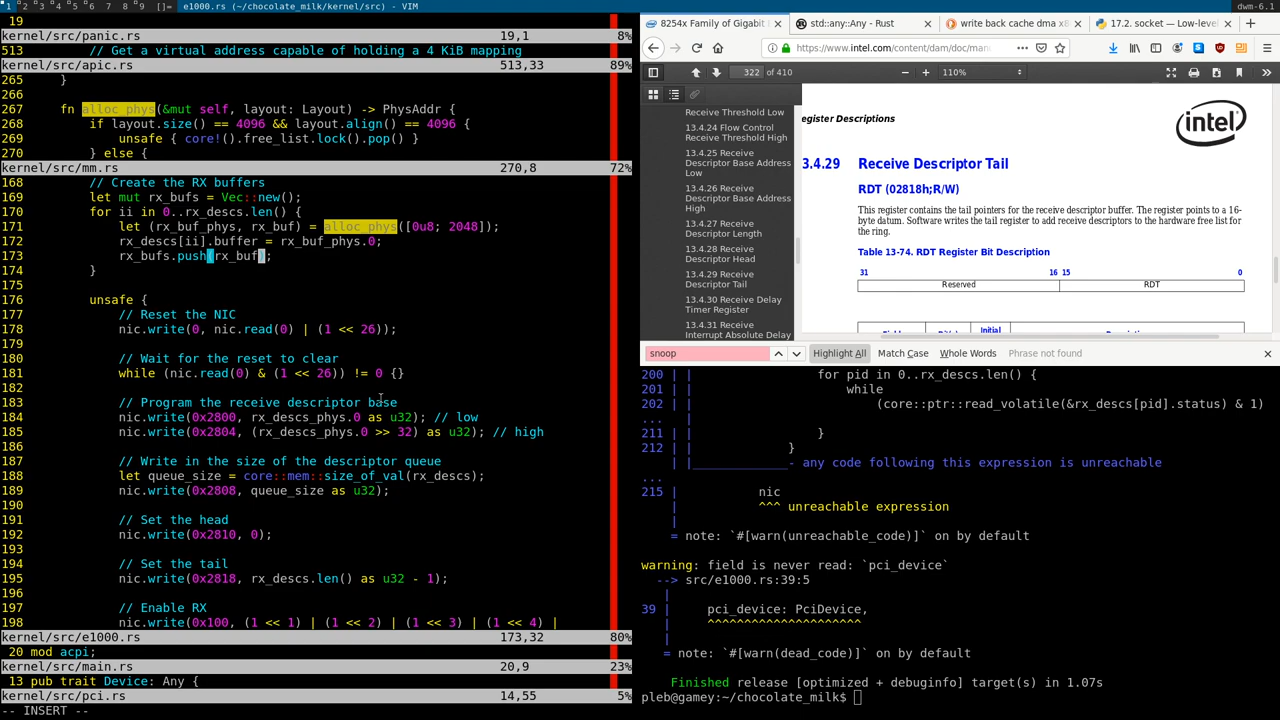 1 2 3 4 5 6 7 8 9 []= e1000.rs (~/chocolate_milk/kernel/src) - VIM
dwm-6.1
19
kernel/src/panic.rs 19,1 8%
513 // Get a virtual address capable of holding a 4 KiB mapping
kernel/src/apic.rs 513,33 89%
265 }
266
267 fn alloc_phys(&mut self, layout: Layout) -> PhysAddr {
268 if layout.size() == 4096 && layout.align() == 4096 {
269 unsafe { core!().free_list.lock().pop() }
270 } else {
kernel/src/mm.rs 270,8 72%
168 // Create the RX buffers
169 let mut rx_bufs = Vec::new();
170 for ii in 0..rx_descs.len() {
171 let (rx_buf_phys, rx_buf) = alloc_phys([0u8; 2048]);
172 rx_descs[ii].buffer = rx_buf_phys.0;
173 rx_bufs.push(rx_buf);
174 }
175
176 unsafe {
177 // Reset the NIC
178 nic.write(0, nic.read(0) | (1 << 26));
179
180 // Wait for the reset to clear
181 while (nic.read(0) & (1 << 26)) != 0 {}
182
183 // Program the receive descriptor base
184 nic.write(0x2800, rx_descs_phys.0 as u32); // low
185 nic.write(0x2804, (rx_descs_phys.0 >> 32) as u32); // high
186
187 // Write in the size of the descriptor queue
188 let queue_size = core::mem::size_of_val(rx_descs);
189 nic.write(0x2808, queue_size as u32);
190
191 // Set the head
192 nic.write(0x2810, 0);
193
194 // Set the tail
195 nic.write(0x2818, rx_descs.len() as u32 - 1);
196
197 // Enable RX
198 nic.write(0x100, (1 << 1) | (1 << 2) | (1 << 3) | (1 << 4) |
kernel/src/e1000.rs 173,32 80%
20 mod acpi;
kernel/src/main.rs 20,9 23%
13 pub trait Device: Any {
kernel/src/pci.rs 14,55 5%
-- INSERT --
8254x Family of Gigabit
std::any::Any - Rust
write back cache dma x8
17.2. socket — Low-level
https://www.intel.com/content/dam/doc/man
322 of 410
110%
Receive Threshold Low
13.4.24 Flow Control
Receive Threshold High
13.4.25 Receive
Descriptor Base Address
Low
13.4.26 Receive
Descriptor Base Address
High
13.4.27 Receive
Descriptor Length
13.4.28 Receive
Descriptor Head
13.4.29 Receive
Descriptor Tail
13.4.30 Receive Delay
Timer Register
13.4.31 Receive
Interrupt Absolute Delay
egister Descriptions
intel
3.4.29 Receive Descriptor Tail
RDT (02818h;R/W)
This register contains the tail pointers for the receive descriptor buffer. The register points to a 16-
byte datum. Software writes the tail register to add receive descriptors to the hardware free list for
the ring.
Table 13-74. RDT Register Bit Description
31 16 15 0
Reserved RDT
Initial
snoop Highlight All Match Case Whole Words Phrase not found
200 | | for pid in 0..rx_descs.len() {
201 | | while
202 | | (core::ptr::read_volatile(&rx_descs[pid].status) & 1)
... |
211 | | }
212 | | }
| |_____________- any code following this expression is unreachable
...
215 | nic
| ^^^ unreachable expression
|
= note: `#[warn(unreachable_code)]` on by default
warning: field is never read: `pci_device`
--> src/e1000.rs:39:5
|
39 | pci_device: PciDevice,
| ^^^^^^^^^^^^^^^^^^^^^
|
= note: `#[warn(dead_code)]` on by default
Finished release [optimized + debuginfo] target(s) in 1.07s
pleb@gamey:~/chocolate_milk$